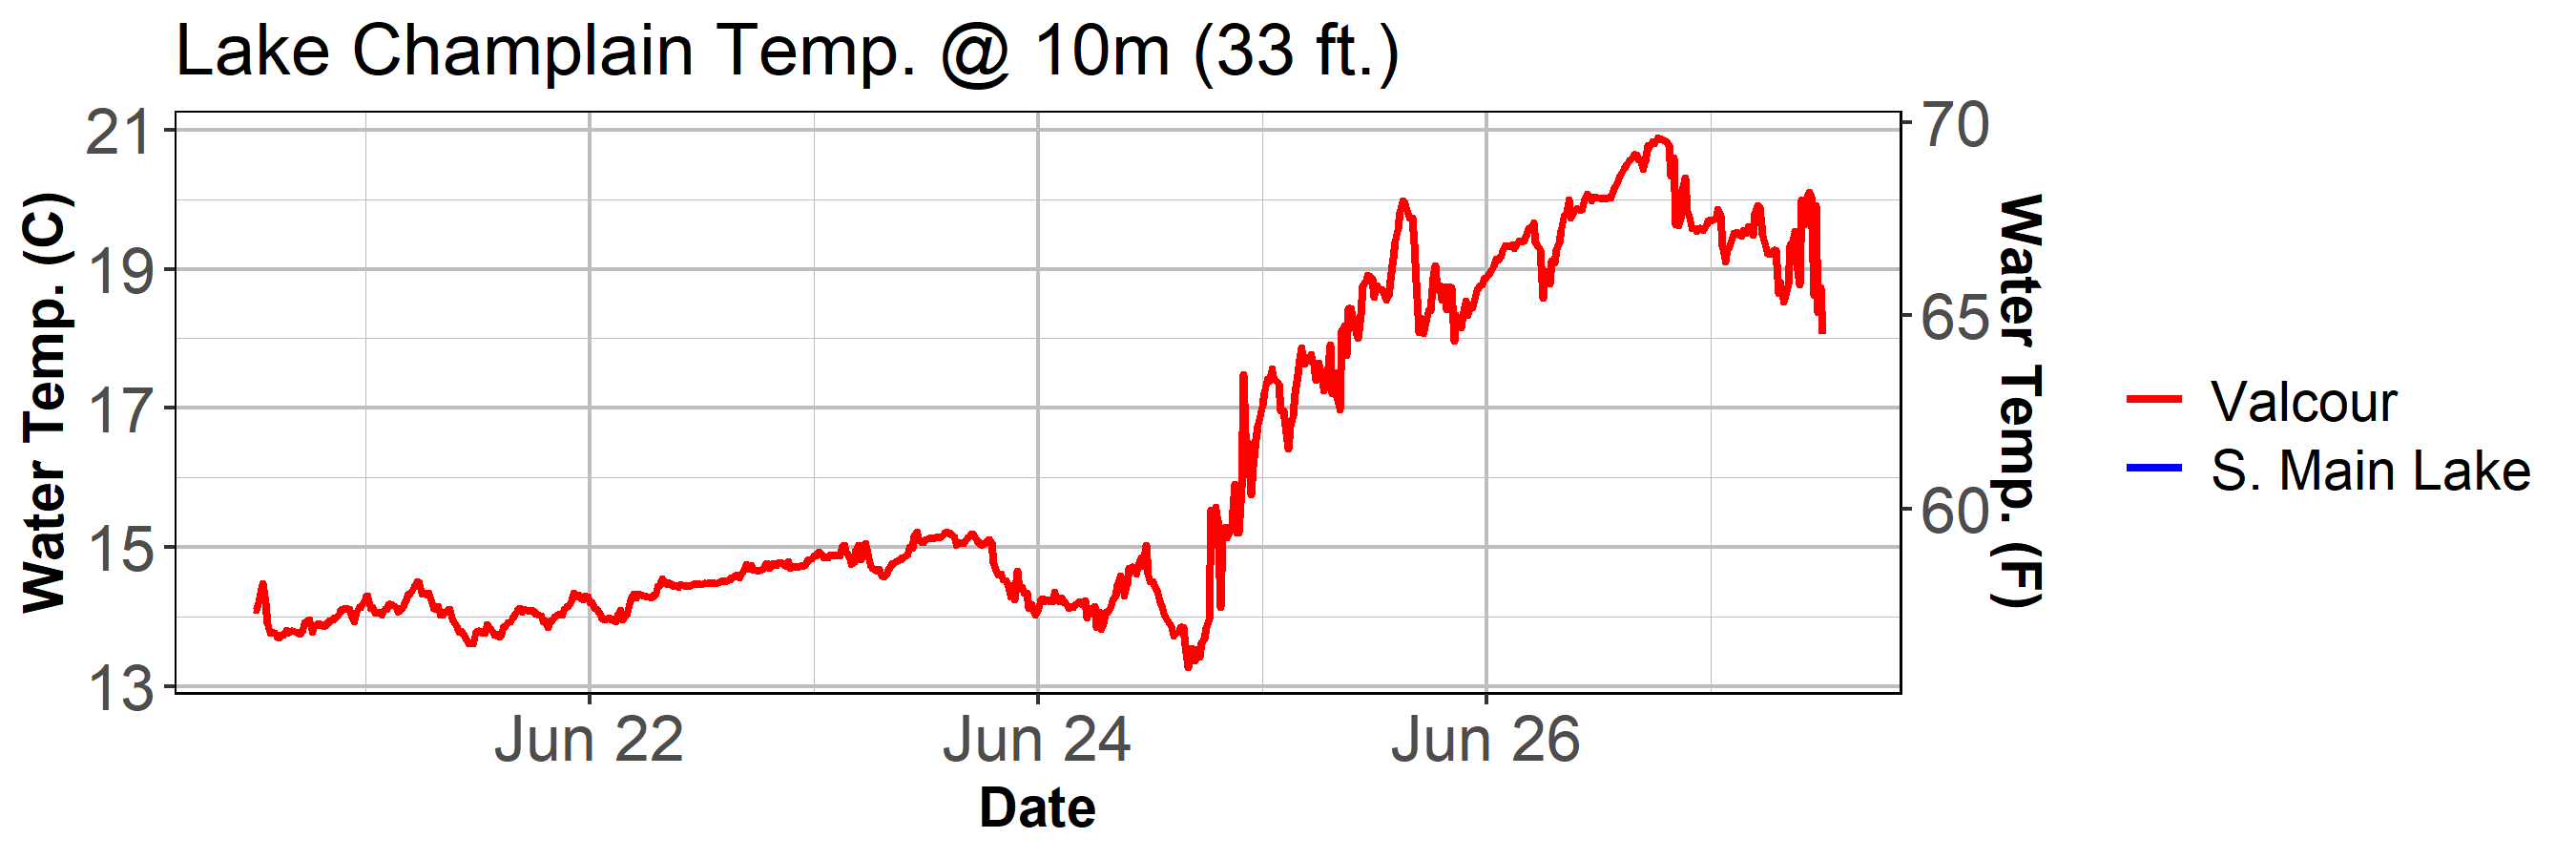 Lake Champlain Temp. @ 10m (33 ft.)
Water Temp. (C)
21
19
17
15
13
70
65
60
Water Temp. (F)
Jun 22
Jun 24
Jun 26
Date
Valcour
S. Main Lake